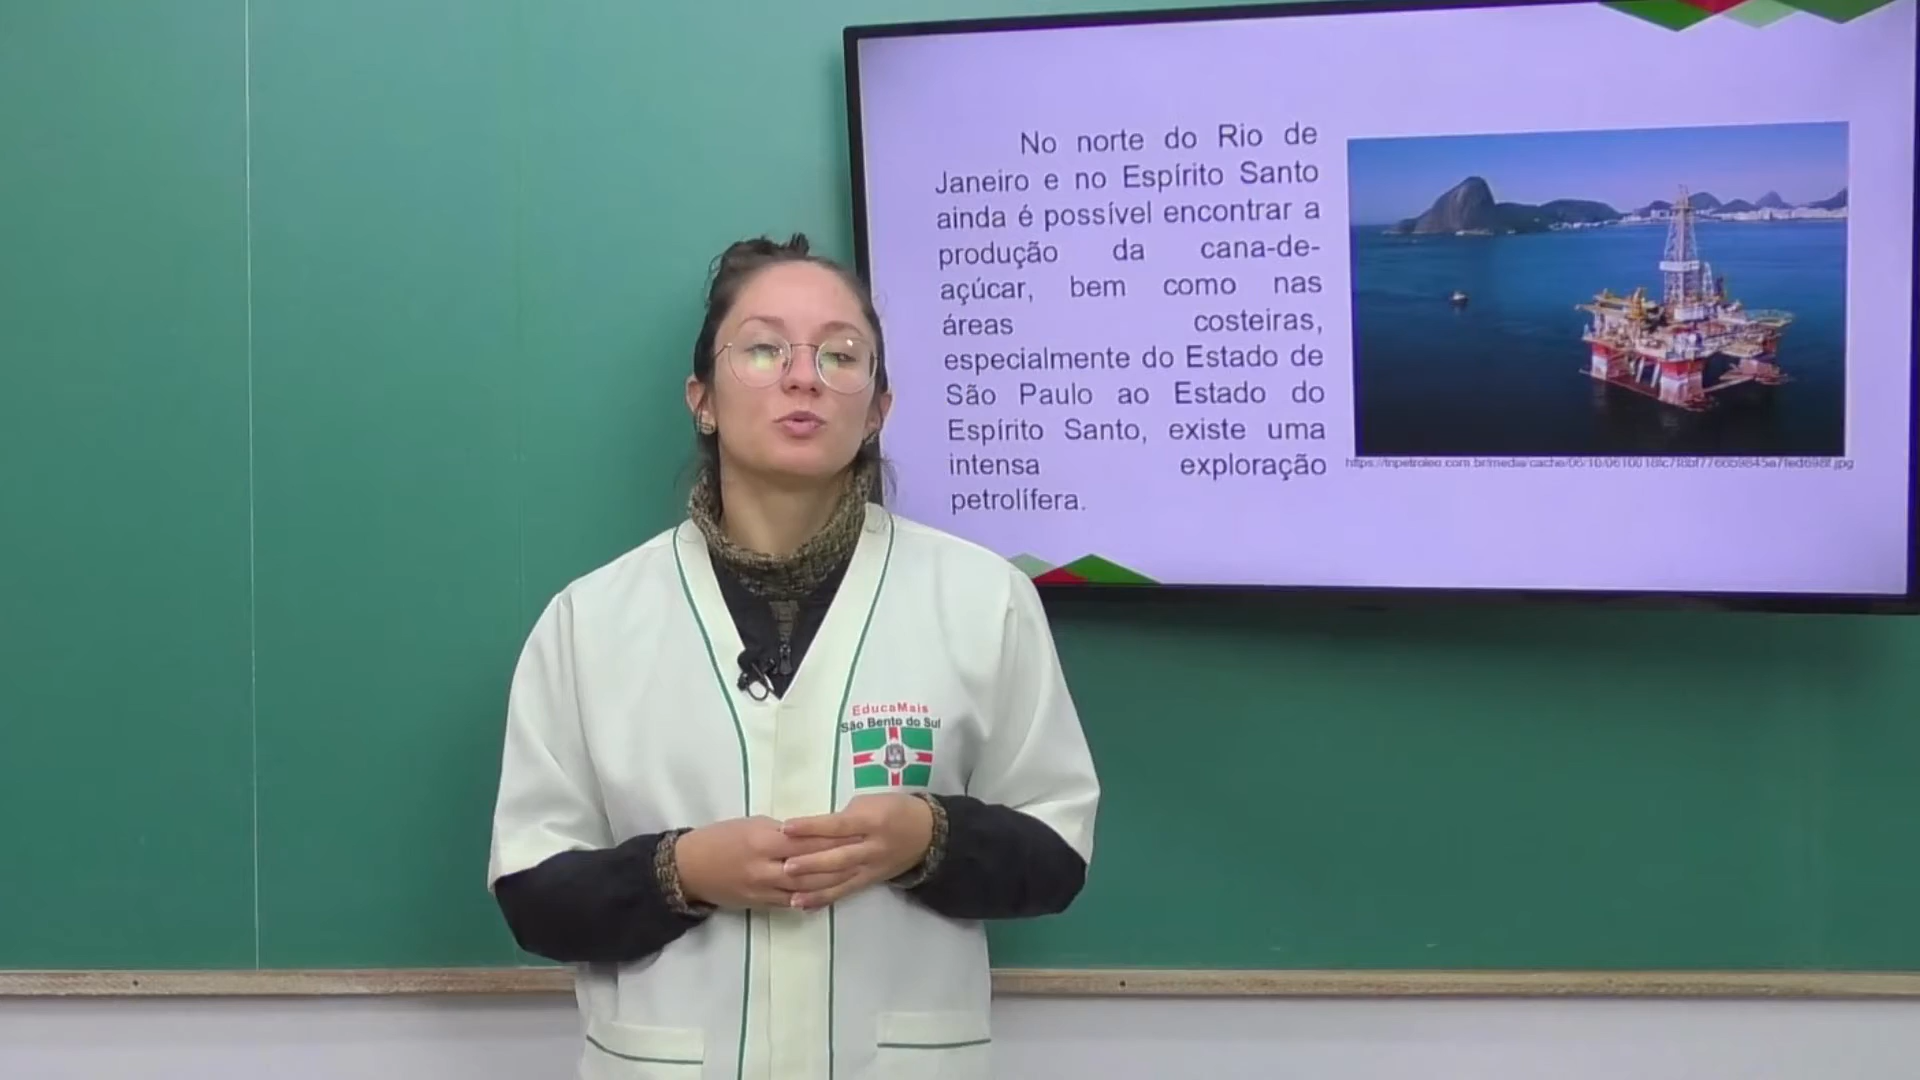 No norte do Rio de
Janeiro e no Espírito Santo
ainda é possível encontrar a
produção da cana-de-
açúcar, bem como nas
áreas costeiras,
especialmente do Estado de
São Paulo ao Estado do
Espírito Santo, existe uma
intensa exploração
petrolífera.
EducaMais
São Bento do Sul